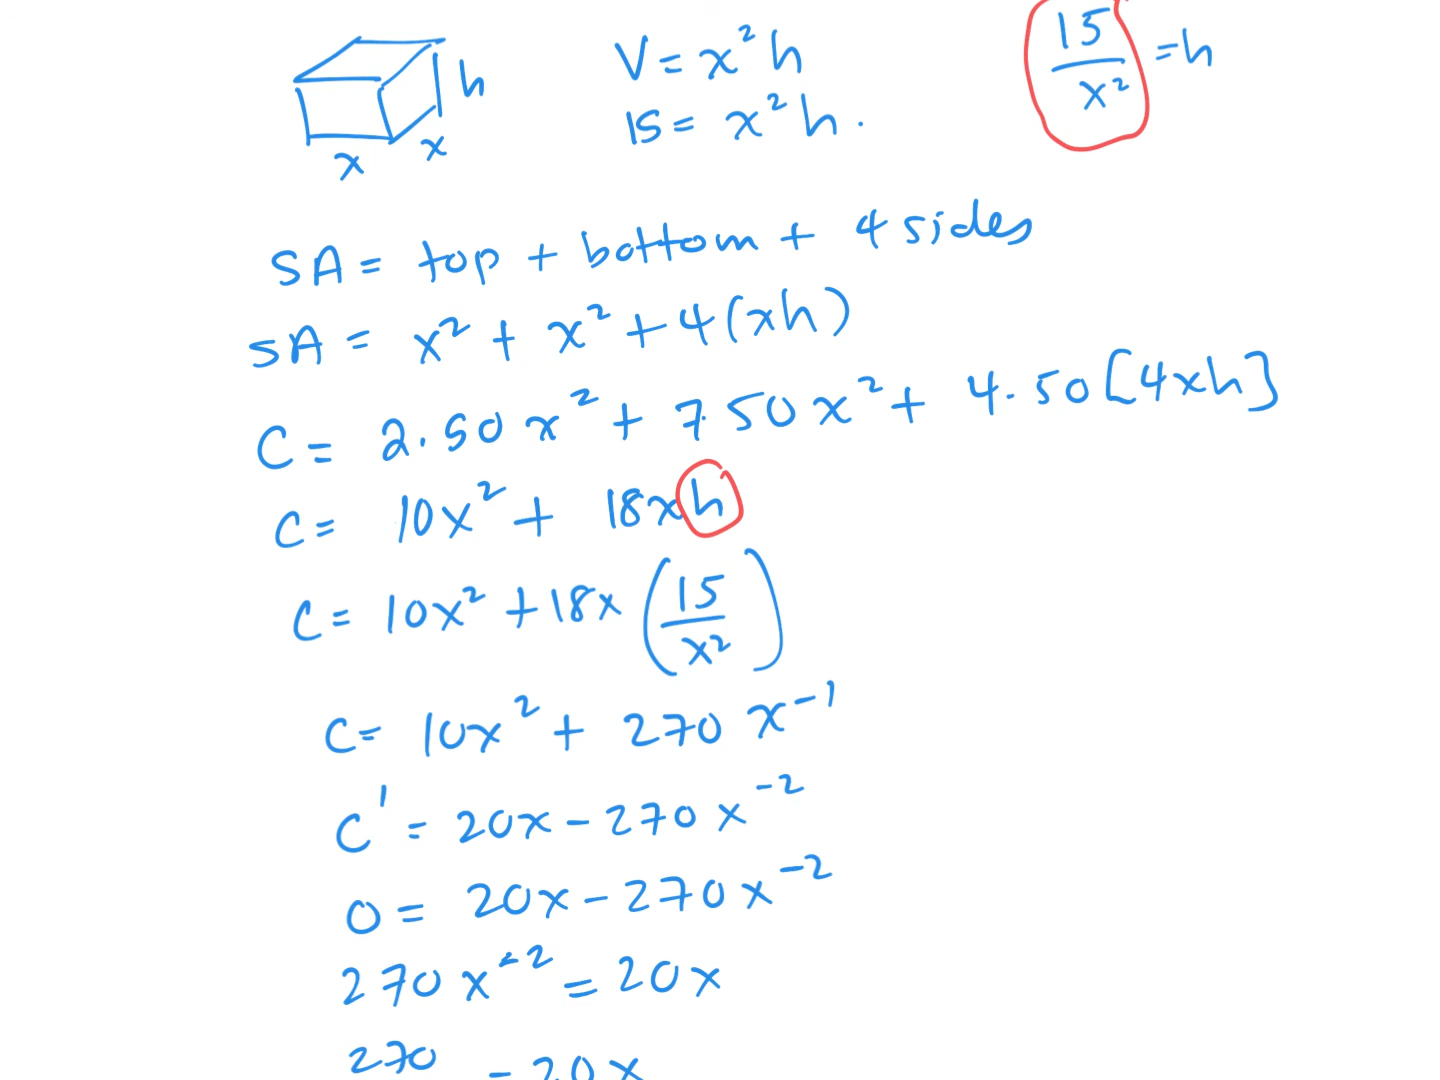 h
x
x
V = x²h
15 = x²h.
15/x² = h
SA = top + bottom + 4 sides
SA = x² + x² + 4(xh)
C = 2.50x² + 7.50x² + 4.50[4xh]
C = 10x² + 18xh
C = 10x² + 18x(15/x²)
C = 10x² + 270x⁻¹
C' = 20x - 270x⁻²
0 = 20x - 270x⁻²
270x⁻² = 20x
270
= 20x